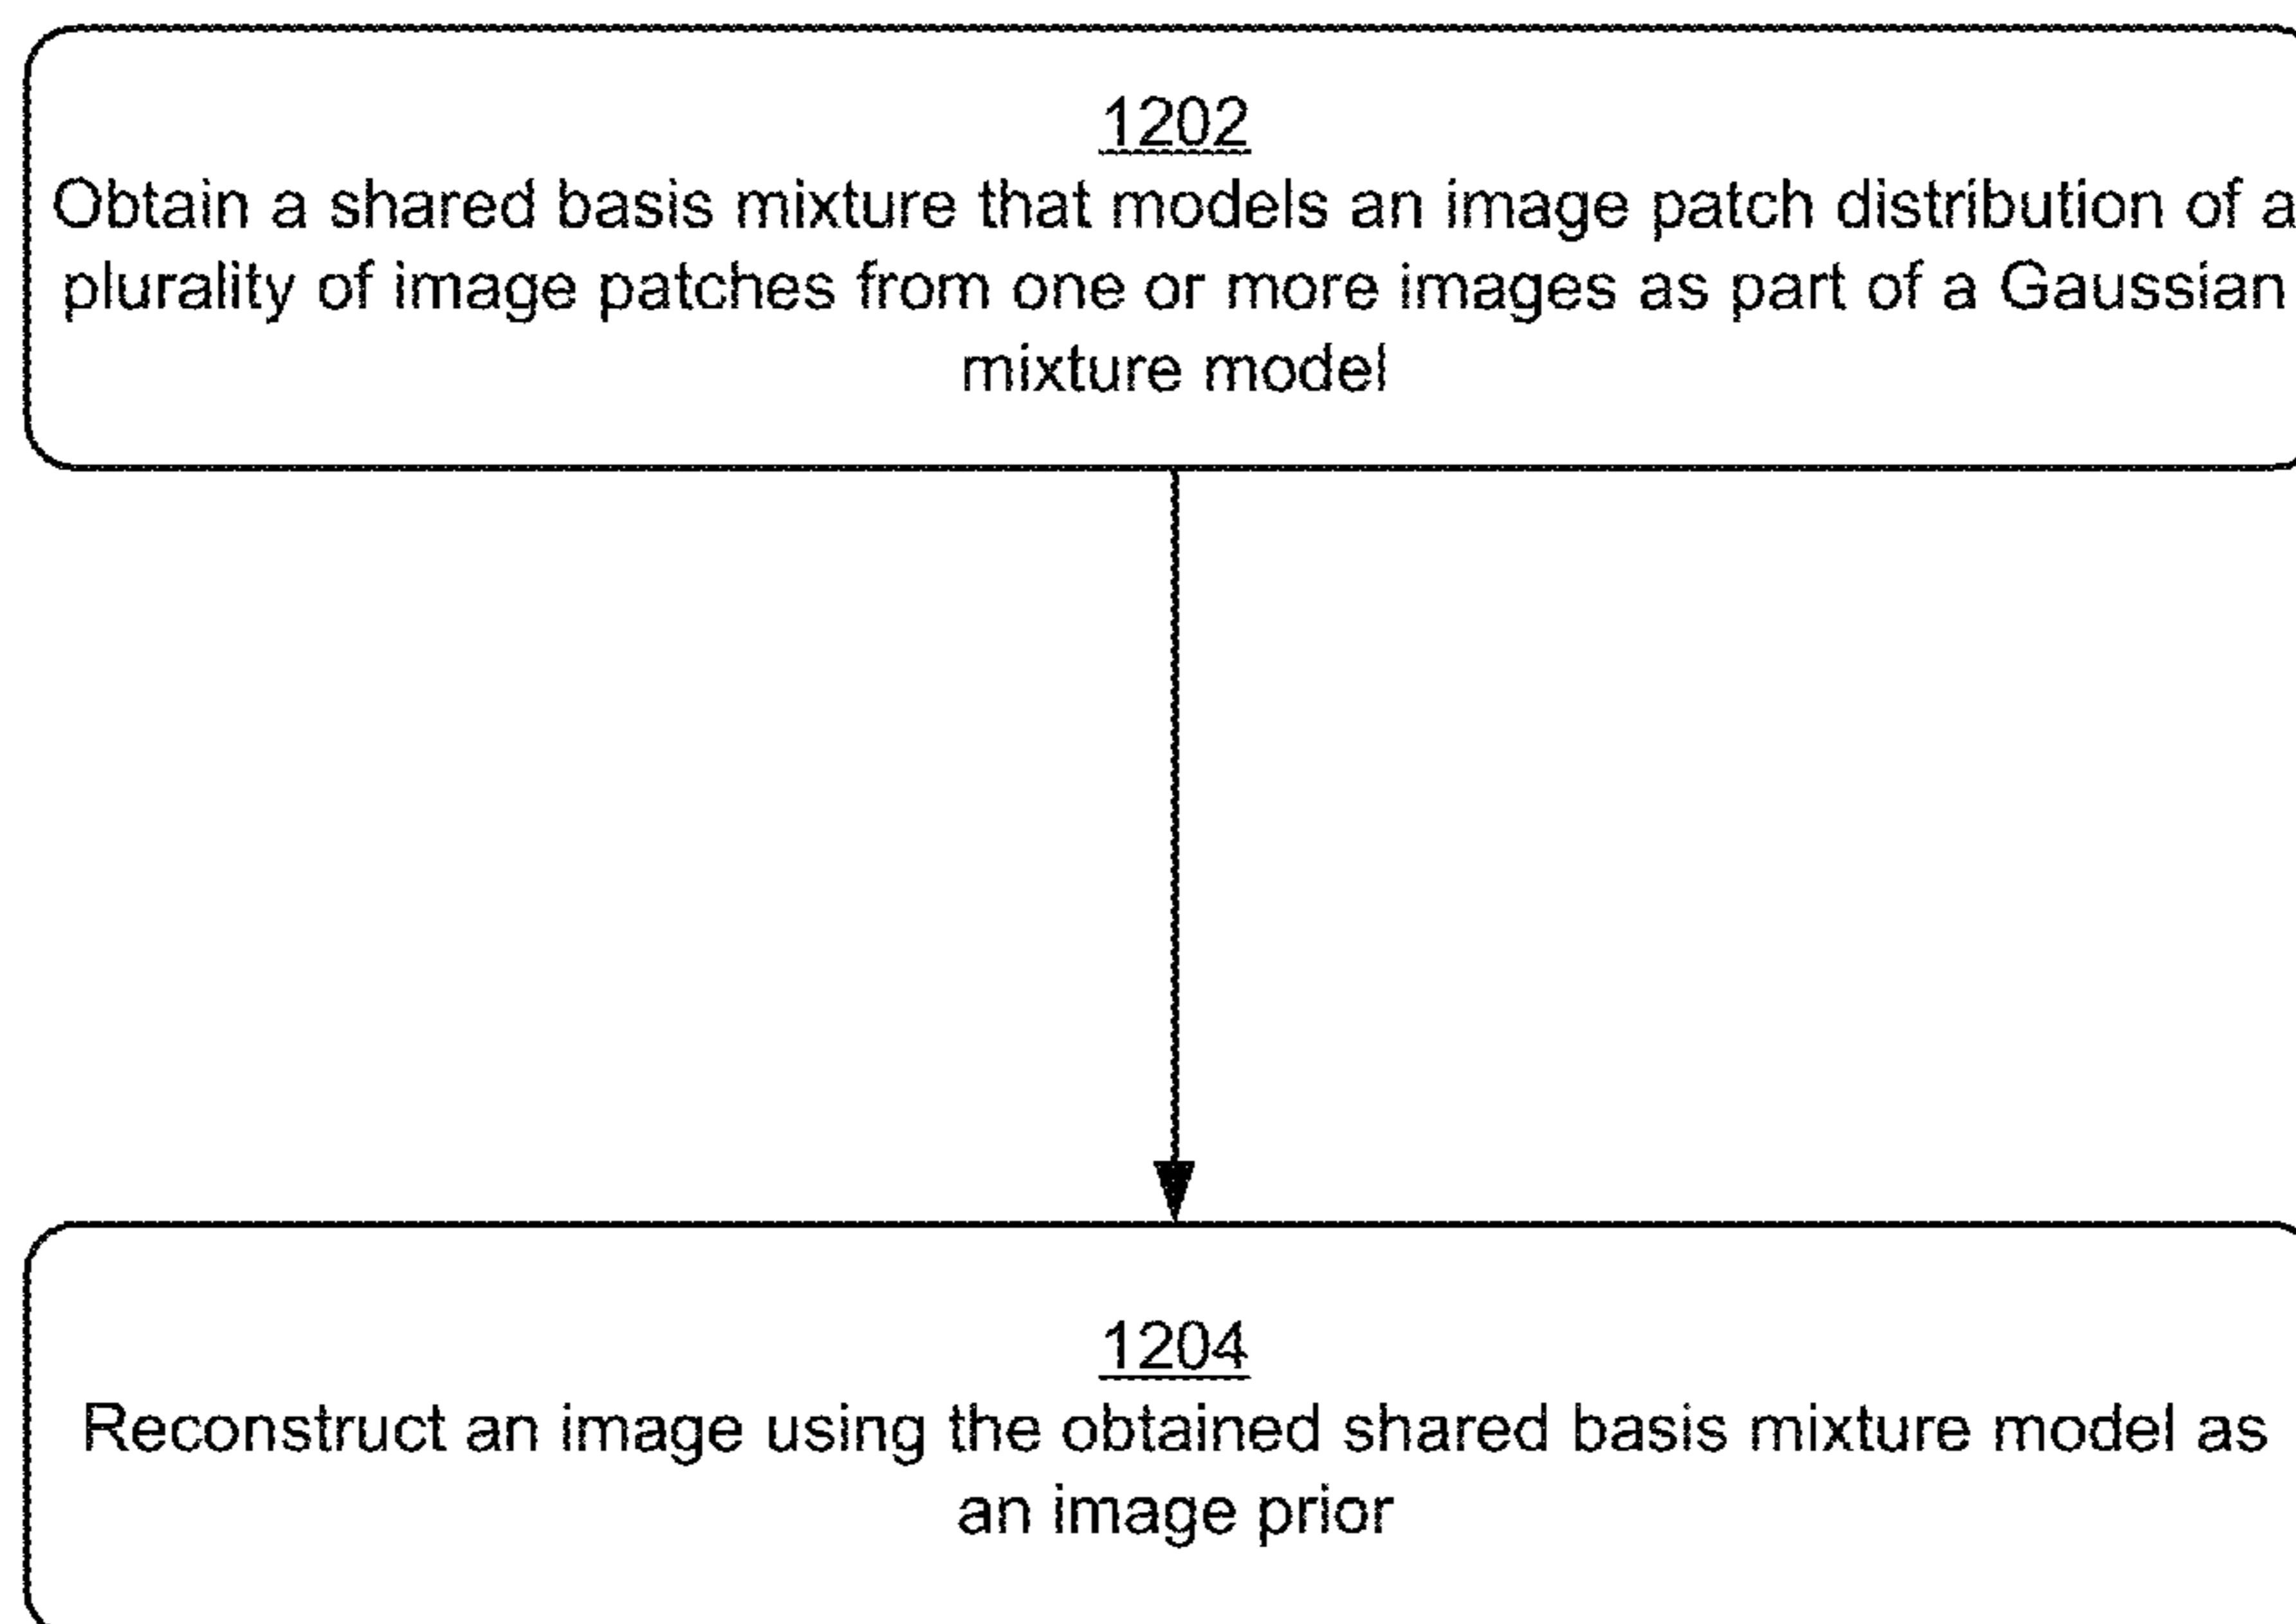 1202
Obtain a shared basis mixture that models an image patch distribution of a
plurality of image patches from one or more images as part of a Gaussian
mixture model
1204
Reconstruct an image using the obtained shared basis mixture model as
an image prior